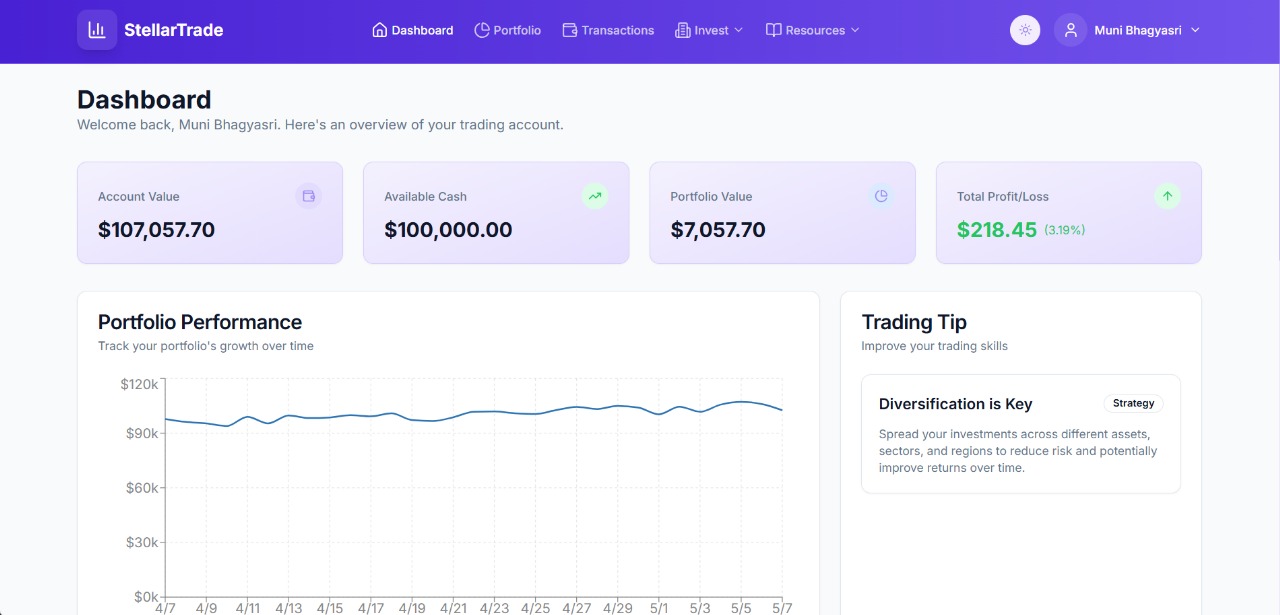 StellarTrade
Dashboard
Portfolio
Transactions
Invest
Resources
Muni Bhagyasri
Dashboard
Welcome back, Muni Bhagyasri. Here's an overview of your trading account.
Account Value
$107,057.70
Available Cash
$100,000.00
Portfolio Value
$7,057.70
Total Profit/Loss
$218.45 (3.19%)
Portfolio Performance
Track your portfolio's growth over time
$120k
$90k
$60k
$30k
$0k
4/7 4/9 4/11 4/13 4/15 4/17 4/19 4/21 4/23 4/25 4/27 4/29 5/1 5/3 5/5 5/7
Trading Tip
Improve your trading skills
Diversification is Key
Strategy
Spread your investments across different assets,
sectors, and regions to reduce risk and potentially
improve returns over time.